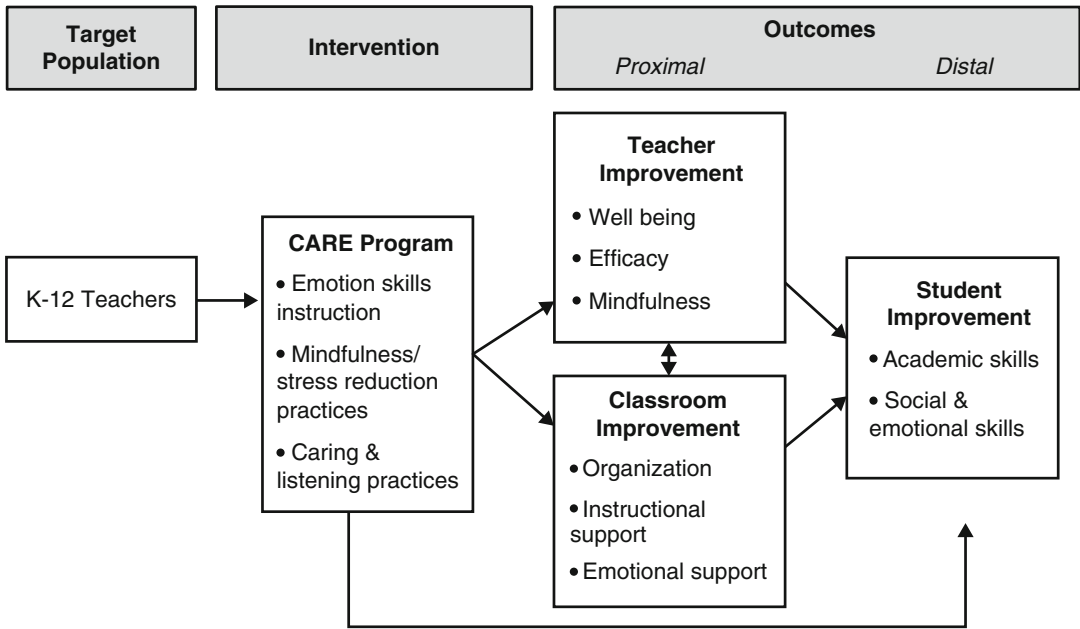 Target
Population
Intervention
Outcomes
Proximal
Distal
K-12 Teachers
CARE Program
• Emotion skills
instruction
• Mindfulness/
stress reduction
practices
• Caring &
listening practices
Teacher
Improvement
• Well being
• Efficacy
• Mindfulness
Classroom
Improvement
• Organization
• Instructional
support
• Emotional support
Student
Improvement
• Academic skills
• Social &
emotional skills